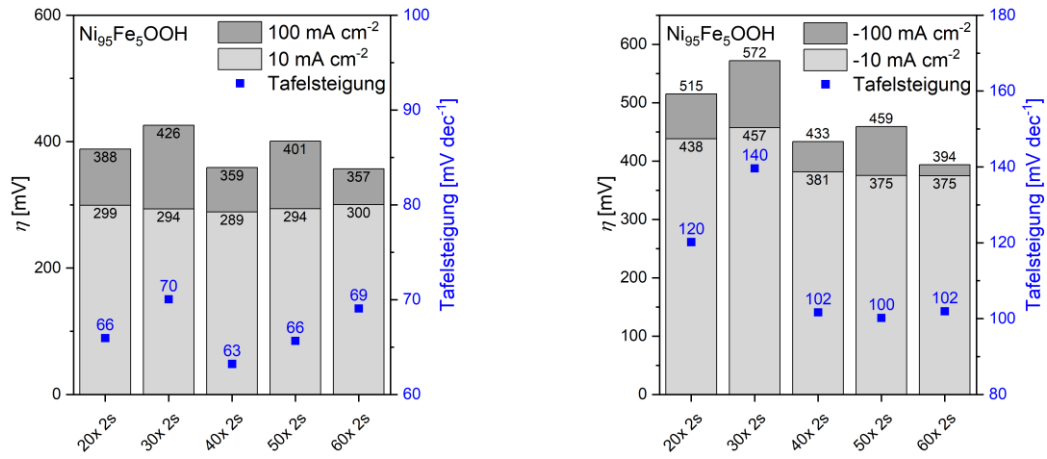 Ni₉₅Fe₅OOH
100 mA cm⁻²
10 mA cm⁻²
Tafelsteigung
η [mV]
600
400
200
0
388
426
359
401
357
299
294
289
294
300
66
70
63
66
69
100
90
80
70
60
Tafelsteigung [mV dec⁻¹]
20x 2s
30x 2s
40x 2s
50x 2s
60x 2s
Ni₉₅Fe₅OOH
-100 mA cm⁻²
-10 mA cm⁻²
Tafelsteigung
η [mV]
600
500
400
300
200
100
0
515
572
433
459
394
438
457
381
375
375
120
140
102
100
102
180
160
140
120
100
80
Tafelsteigung [mV dec⁻¹]
20x 2s
30x 2s
40x 2s
50x 2s
60x 2s